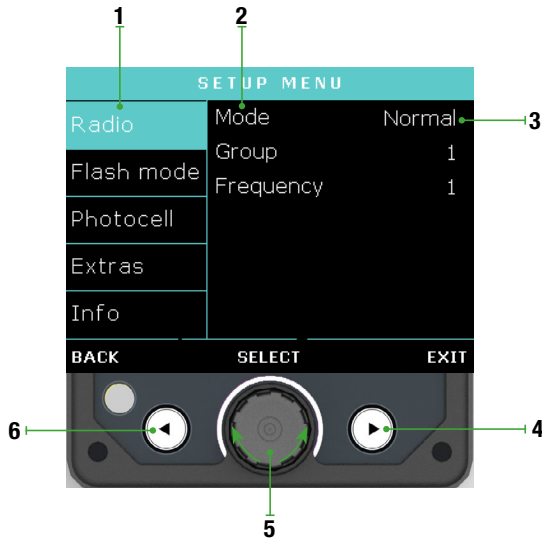 1 2
SETUP MENU
Radio Mode Normal 3
Group 1
Flash mode Frequency 1
Photocell
Extras
Info
BACK SELECT EXIT
6 4
5